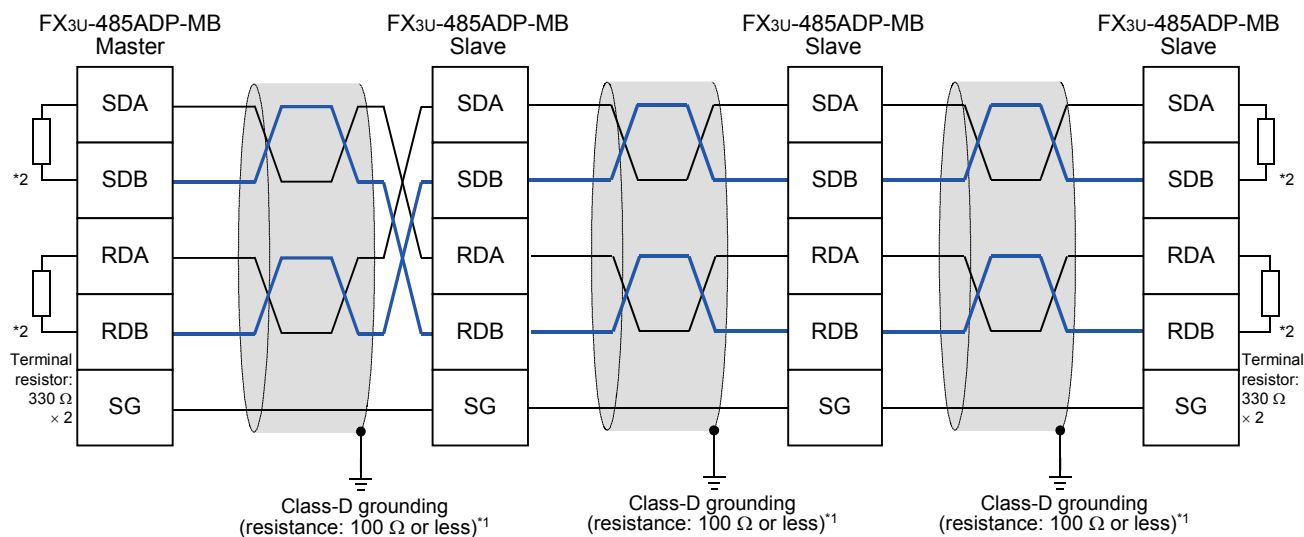 FX3U-485ADP-MB
Master
FX3U-485ADP-MB
Slave
FX3U-485ADP-MB
Slave
FX3U-485ADP-MB
Slave
SDA
SDB
RDA
RDB
SG
SDA
SDB
RDA
RDB
SG
SDA
SDB
RDA
RDB
SG
SDA
SDB
RDA
RDB
SG
*2
*2
Terminal
resistor:
330 Ω
× 2
*2
*2
Terminal
resistor:
330 Ω
× 2
Class-D grounding
(resistance: 100 Ω or less)*1
Class-D grounding
(resistance: 100 Ω or less)*1
Class-D grounding
(resistance: 100 Ω or less)*1